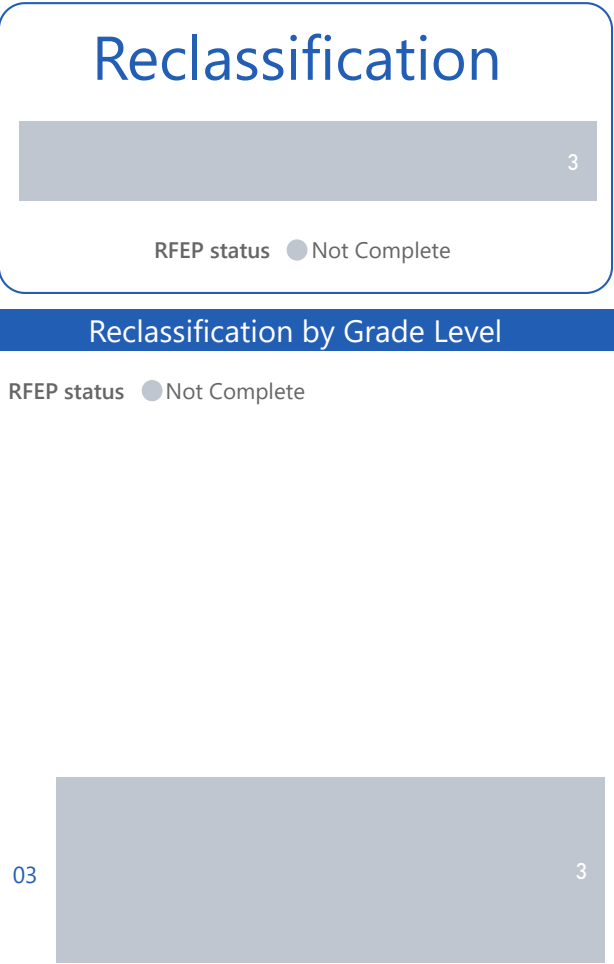 Reclassification
3
RFEP status Not Complete
Reclassification by Grade Level
RFEP status Not Complete
03 3